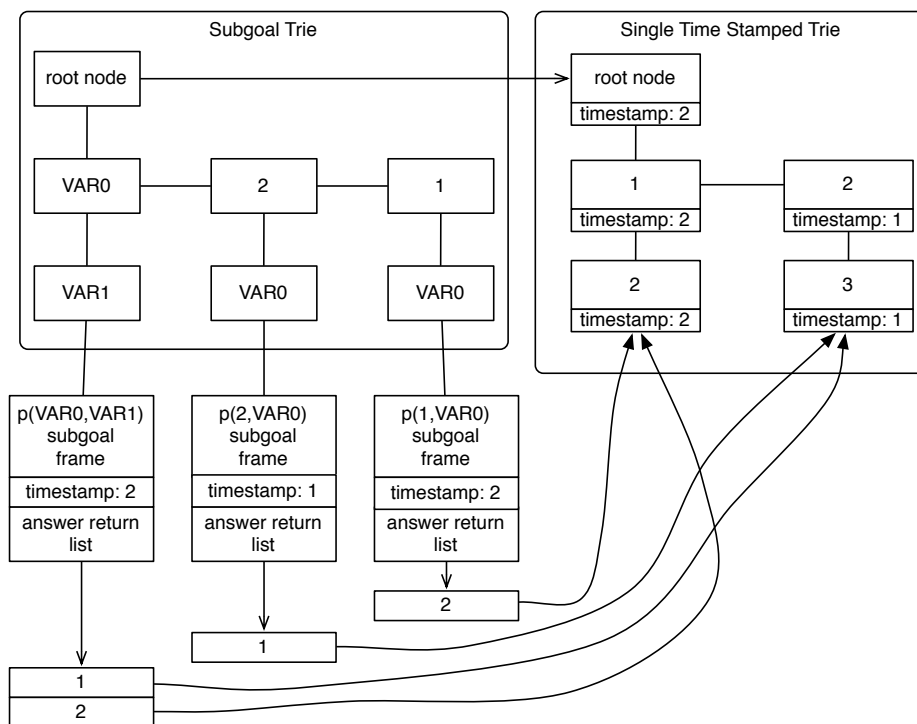 Subgoal Trie
root node
VAR0
2
1
VAR1
VAR0
VAR0
Single Time Stamped Trie
root node
timestamp: 2
1
timestamp: 2
2
timestamp: 1
2
timestamp: 2
3
timestamp: 1
p(VAR0,VAR1)
subgoal
frame
timestamp: 2
answer return
list
p(2,VAR0)
subgoal
frame
timestamp: 1
answer return
list
p(1,VAR0)
subgoal
frame
timestamp: 2
answer return
list
2
1
1
2